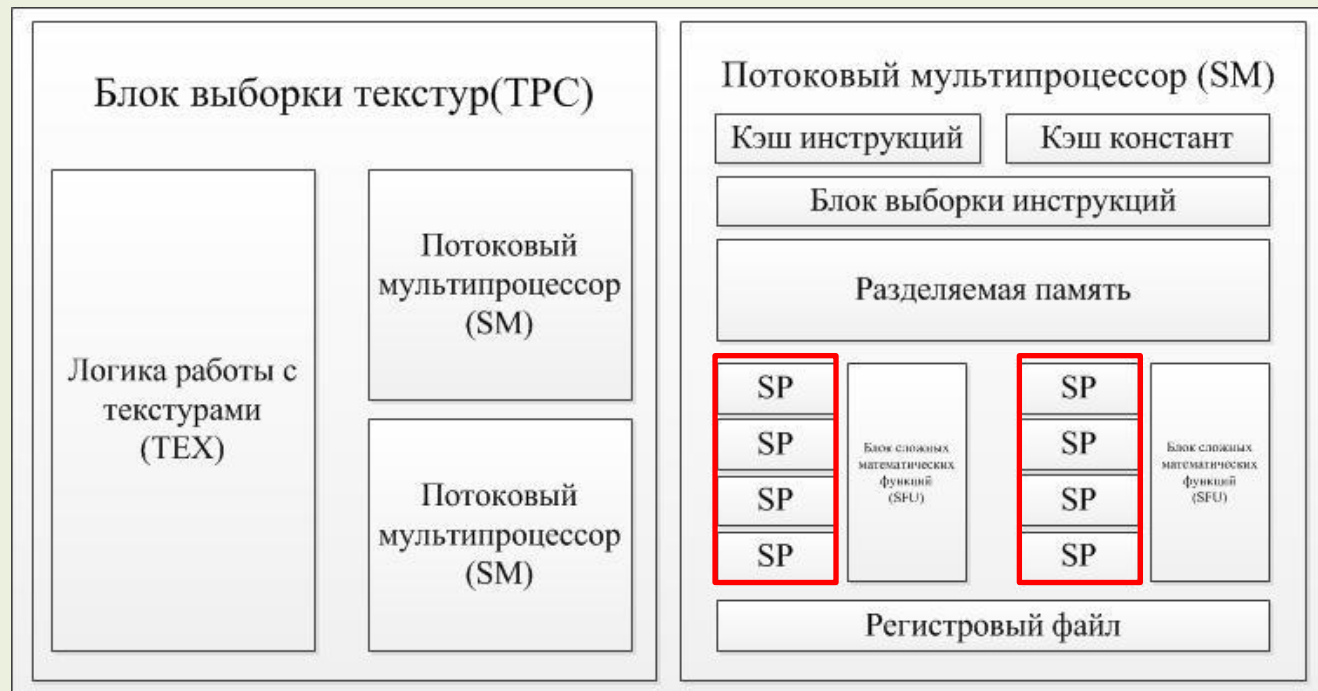 Блок выборки текстур(TPC)
Логика работы с
текстурами
(TEX)
Потоковый
мультипроцессор
(SM)
Потоковый
мультипроцессор
(SM)
Потоковый мультипроцессор (SM)
Кэш инструкций
Кэш констант
Блок выборки инструкций
Разделяемая память
SP
SP
SP
SP
Блок сложных
математических
функций
(SFU)
SP
SP
SP
SP
Блок сложных
математических
функций
(SFU)
Регистровый файл